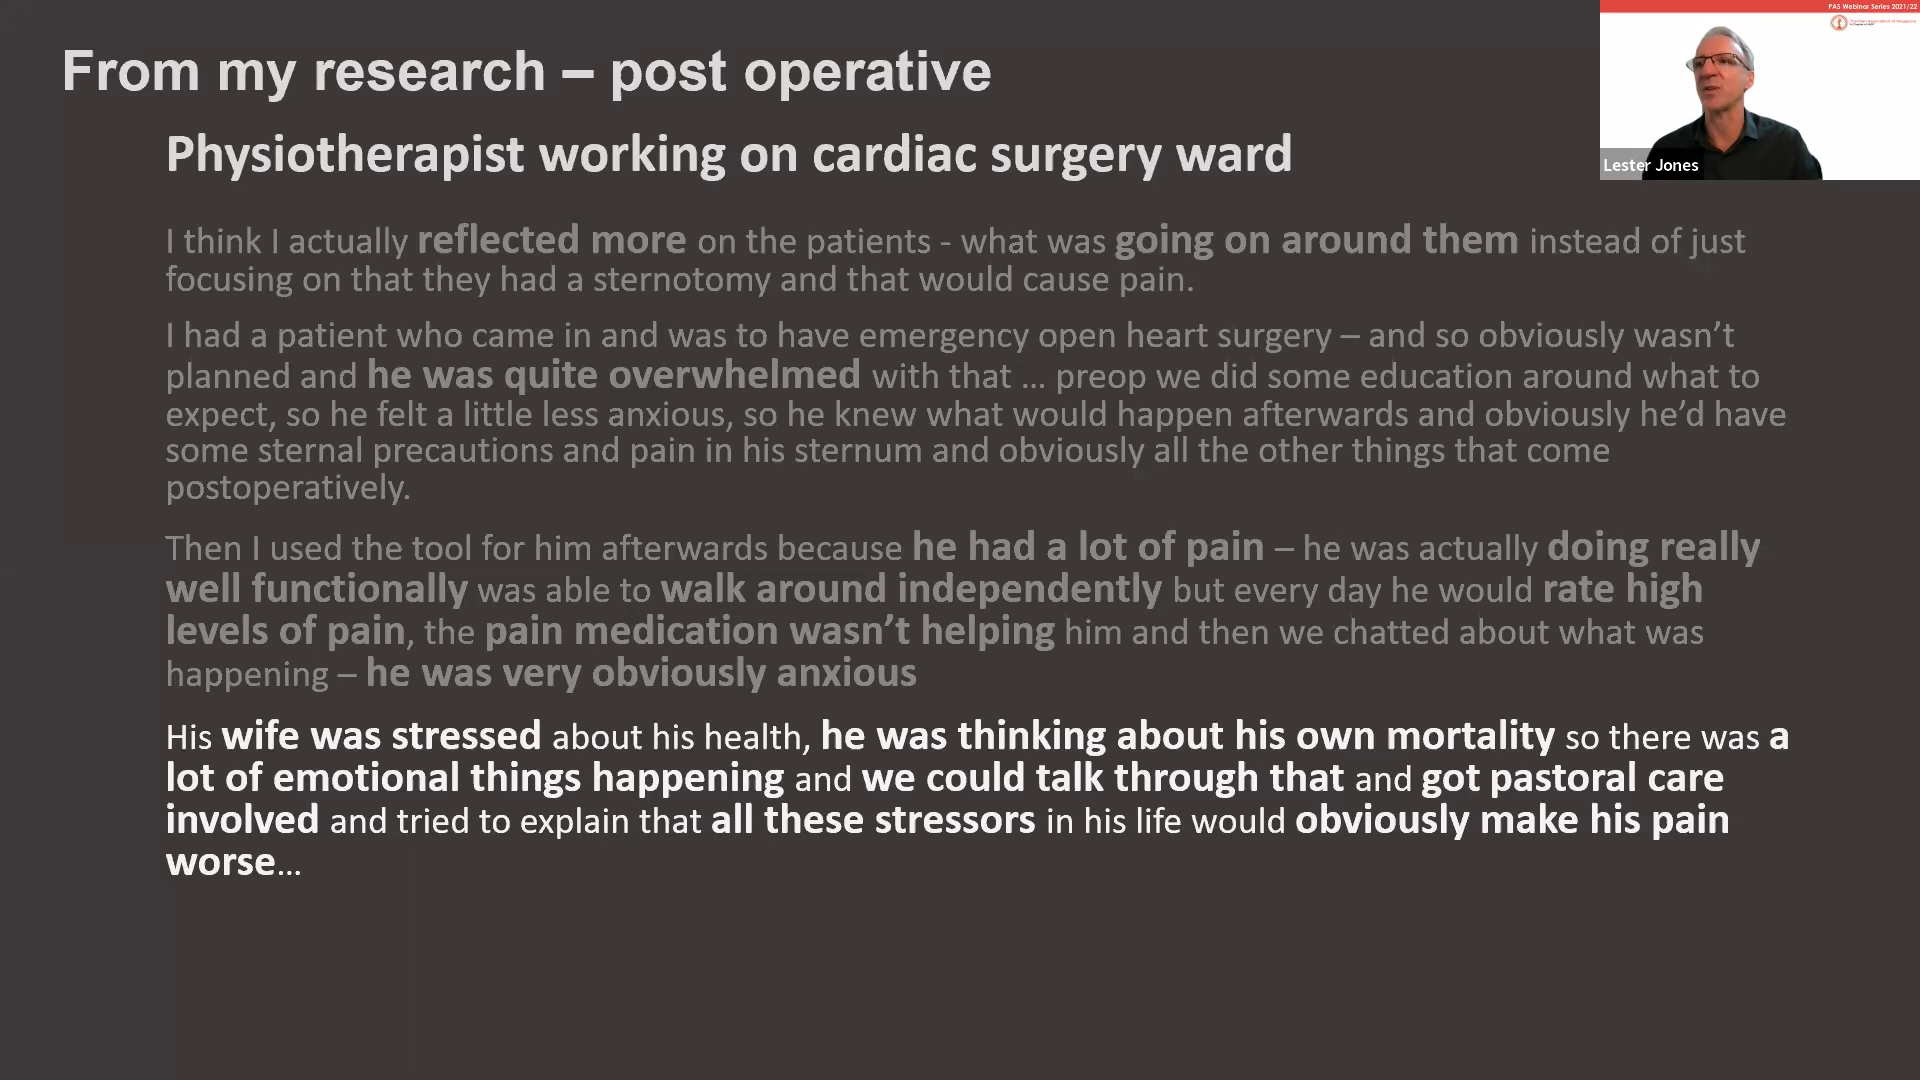 PAS Webinar Series 2021/22
From my research – post operative
Lester Jones
Physiotherapist working on cardiac surgery ward
I think I actually reflected more on the patients - what was going on around them instead of just
focusing on that they had a sternotomy and that would cause pain.
I had a patient who came in and was to have emergency open heart surgery – and so obviously wasn’t
planned and he was quite overwhelmed with that … preop we did some education around what to
expect, so he felt a little less anxious, so he knew what would happen afterwards and obviously he’d have
some sternal precautions and pain in his sternum and obviously all the other things that come
postoperatively.
Then I used the tool for him afterwards because he had a lot of pain – he was actually doing really
well functionally was able to walk around independently but every day he would rate high
levels of pain, the pain medication wasn’t helping him and then we chatted about what was
happening – he was very obviously anxious
His wife was stressed about his health, he was thinking about his own mortality so there was a
lot of emotional things happening and we could talk through that and got pastoral care
involved and tried to explain that all these stressors in his life would obviously make his pain
worse…